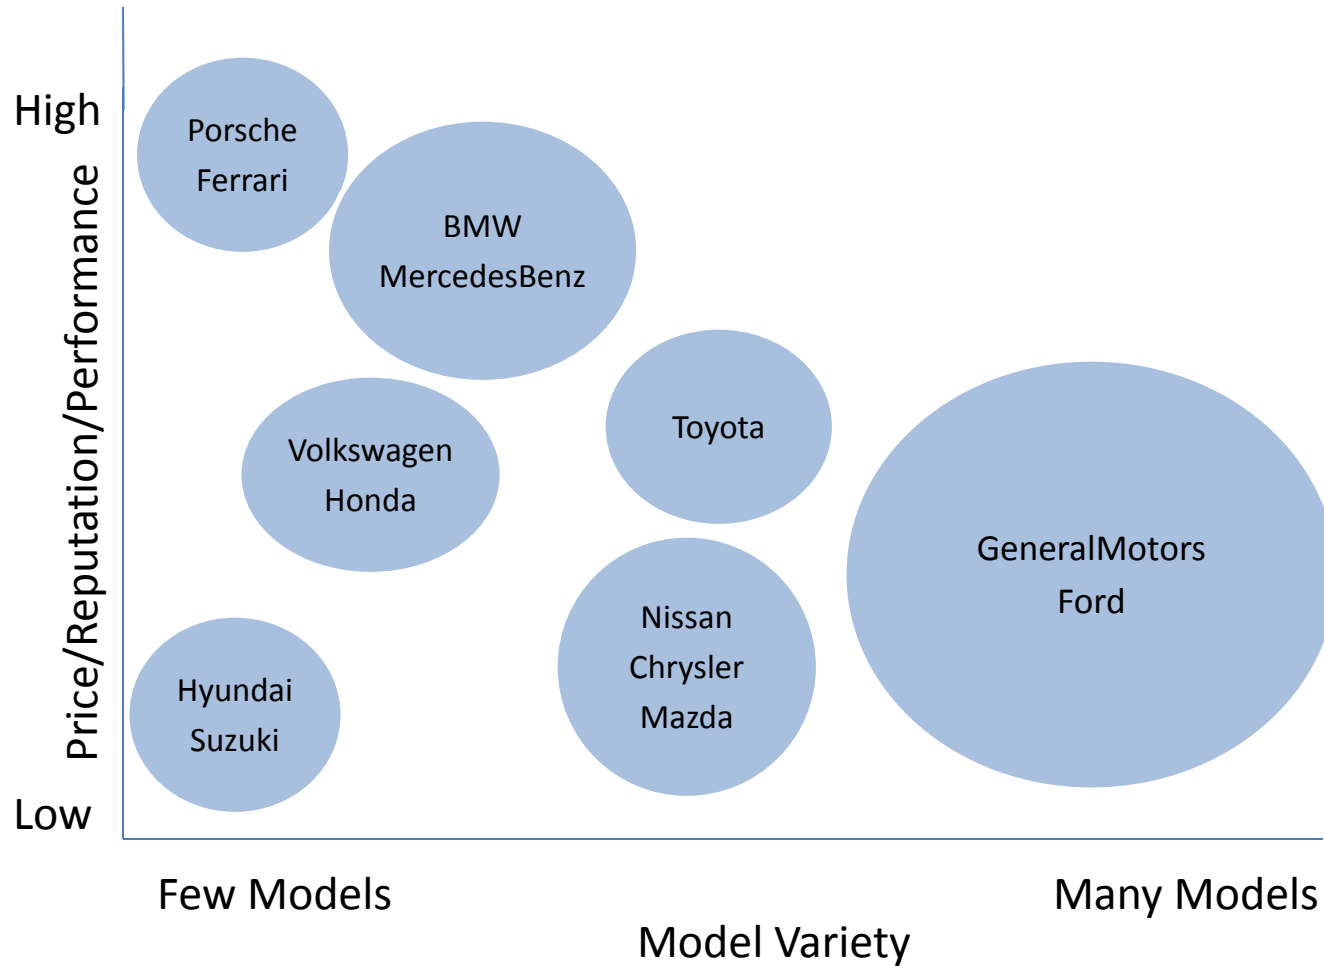 High
Price/Reputation/Performance
Low
Porsche
Ferrari
BMW
MercedesBenz
Volkswagen
Honda
Toyota
GeneralMotors
Ford
Nissan
Chrysler
Mazda
Hyundai
Suzuki
Few Models
Many Models
Model Variety